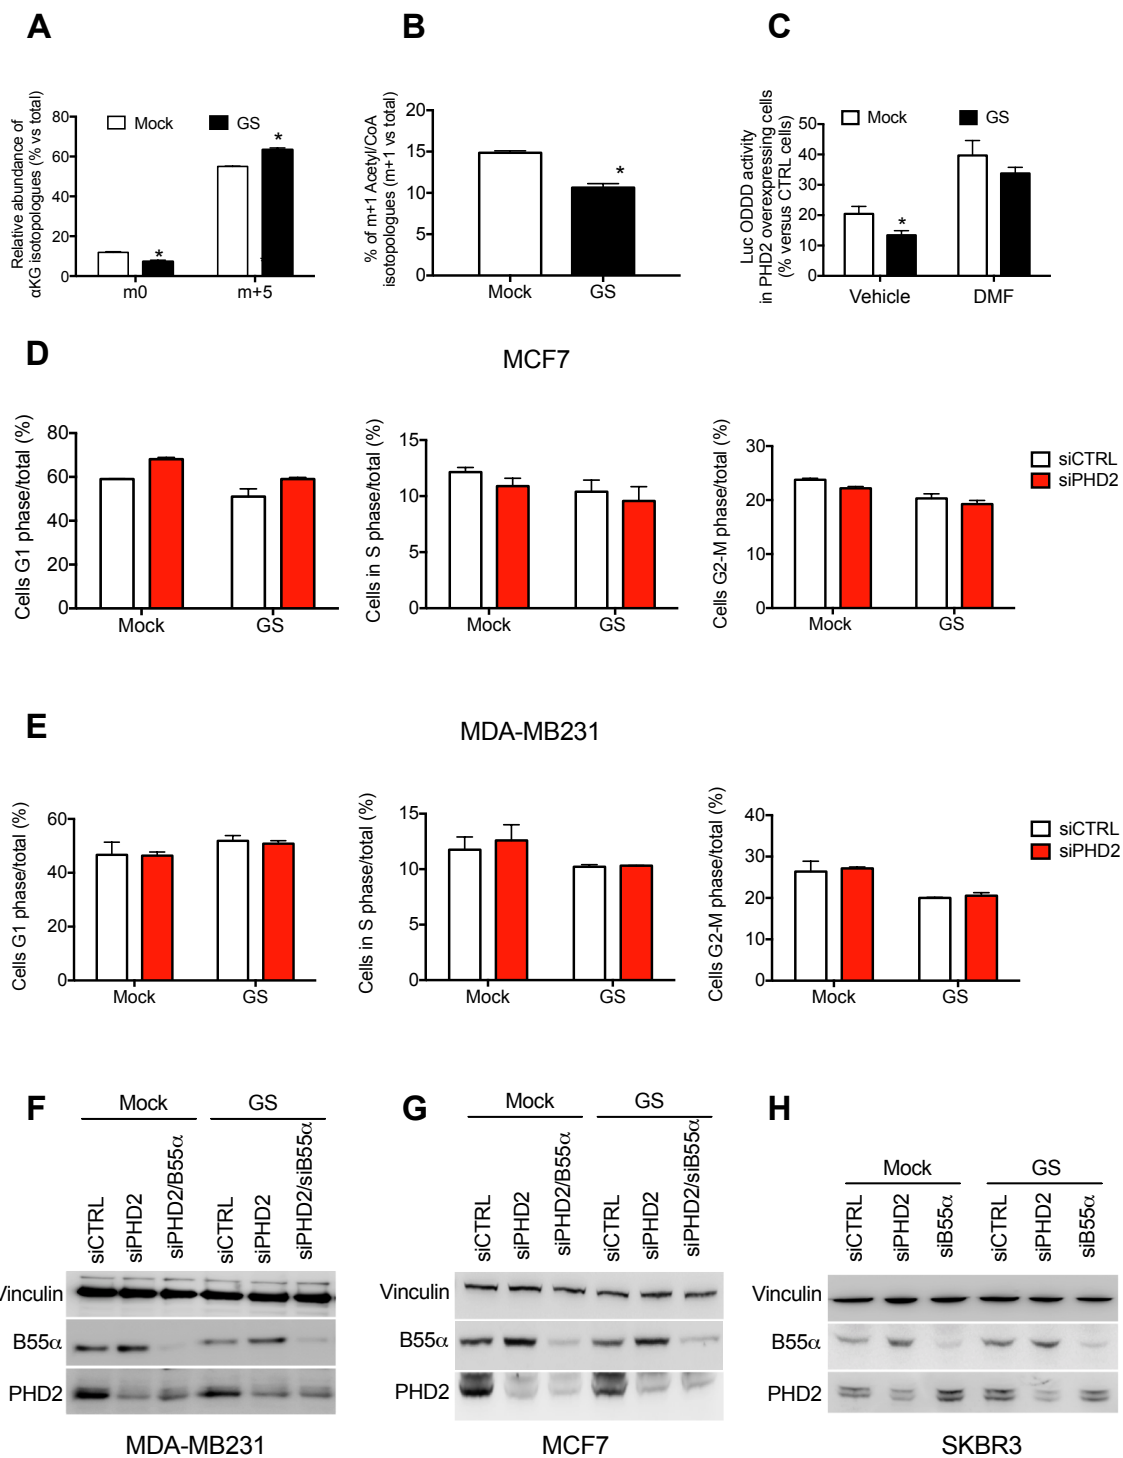 A
Relative abundance of
αKG isotopologues (% vs total)
80
60
40
20
0
Mock
GS
*
*
m0
m+5
B
% of m+1 Acetyl/CoA
isotopologues (m+1 vs total)
20
15
10
5
0
*
Mock
GS
C
Luc ODDD activity
in PHD2 overexpressing cells
(% versus CTRL cells)
50
40
30
20
10
0
Mock
GS
*
Vehicle
DMF
D
MCF7
Cells G1 phase/total (%)
80
60
40
20
0
Mock
GS
Cells in S phase/total (%)
15
10
5
0
Mock
GS
Cells G2-M phase/total (%)
30
20
10
0
Mock
GS
siCTRL
siPHD2
E
MDA-MB231
Cells G1 phase/total (%)
60
40
20
0
Mock
GS
Cells in S phase/total (%)
15
10
5
0
Mock
GS
Cells G2-M phase/total (%)
40
30
20
10
0
Mock
GS
siCTRL
siPHD2
F
Mock
GS
siCTRL
siPHD2
siPHD2/B55α
siCTRL
siPHD2
siPHD2/siB55α
Vinculin
B55α
PHD2
MDA-MB231
G
Mock
GS
siCTRL
siPHD2
siPHD2/B55α
siCTRL
siPHD2
siPHD2/siB55α
Vinculin
B55α
PHD2
MCF7
H
Mock
GS
siCTRL
siPHD2
siB55α
siCTRL
siPHD2
siB55α
Vinculin
B55α
PHD2
SKBR3